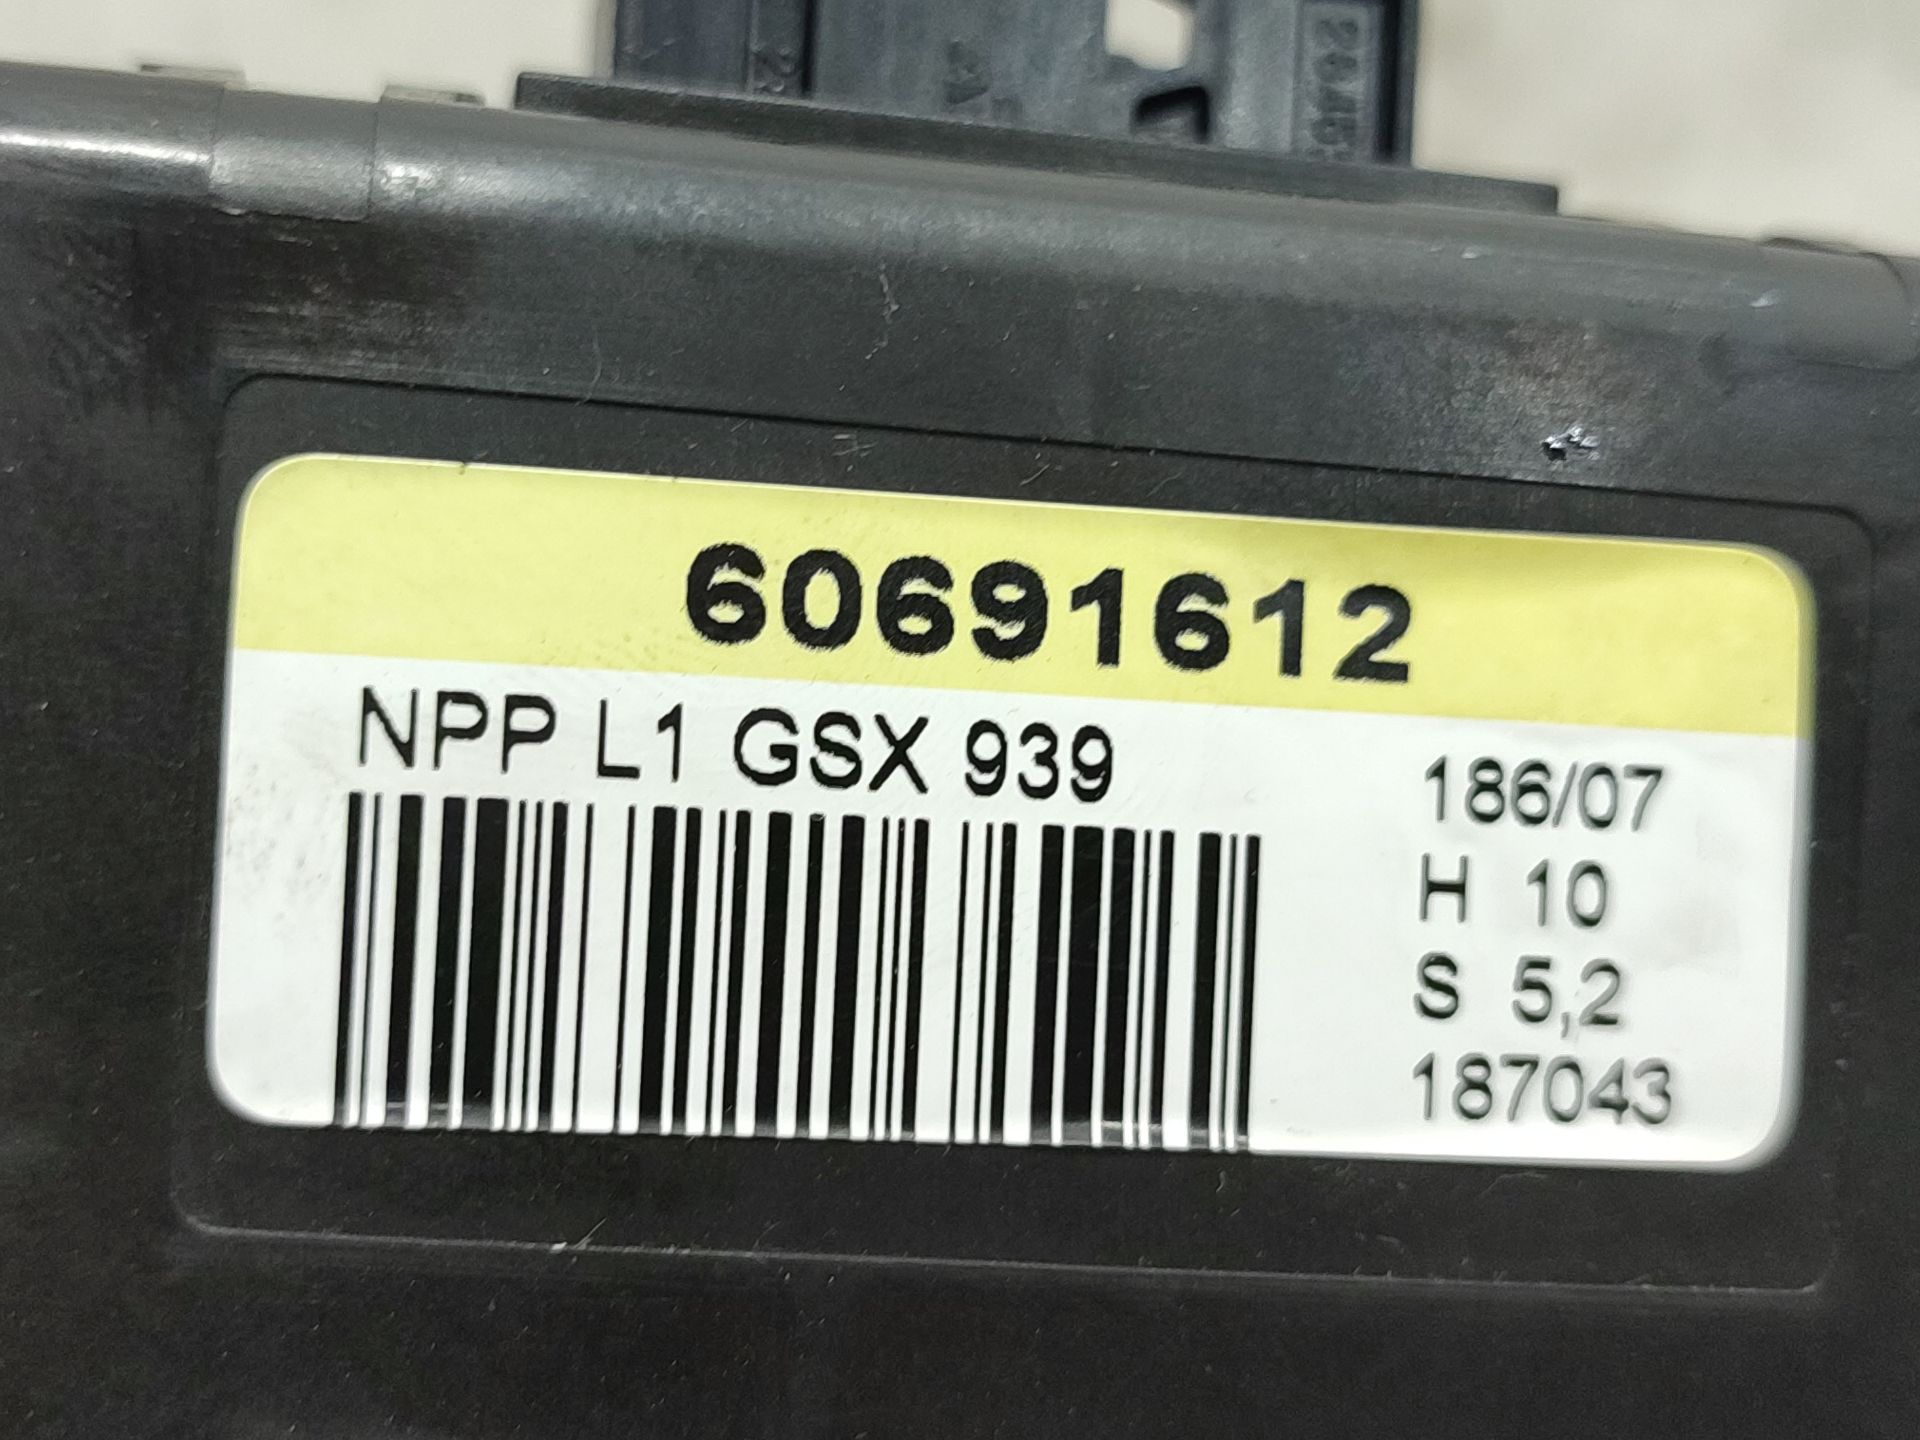 60691612
NPP L1 GSX 939
186/07
H 10
S 5,2
187043